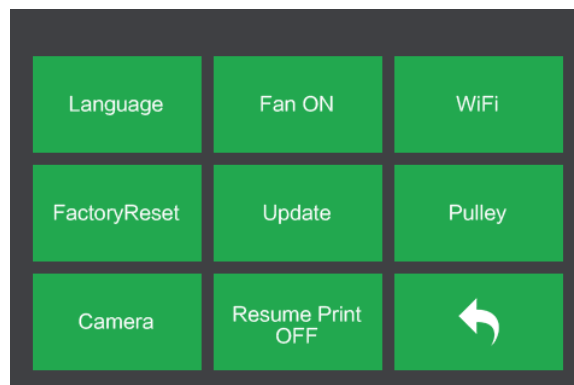 Language
Fan ON
WiFi
FactoryReset
Update
Pulley
Camera
Resume Print
OFF